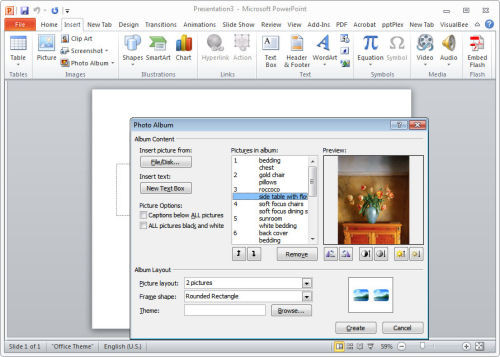 Presentation3 - Microsoft PowerPoint
File Home Insert New Tab Design Transitions Animations Slide Show Review View Add-Ins PDF Acrobat pptPlex New Tab VisualBee
Table Picture Clip Art Screenshot Photo Album Shapes SmartArt Chart Hyperlink Action Text Box Header & Footer WordArt Equation Symbol Video Audio Embed Flash
Tables Images Illustrations Links Text Symbols Media Flash
Photo Album
Album Content
Insert picture from: Pictures in album: Preview:
File/Disk...
1 bedding
chest
2 gold chair
pillows
3 roccoco
side table with flo
4 soft focus chairs
soft focus dining s
5 sunroom
white bedding
6 back cover
bedding
Insert text:
New Text Box
Picture Options:
Captions below ALL pictures
ALL pictures black and white
Remove
Album Layout
Picture layout: 2 pictures
Frame shape: Rounded Rectangle
Theme: Browse...
Create Cancel
Slide 1 of 1 "Office Theme" English (U.S.) 59%